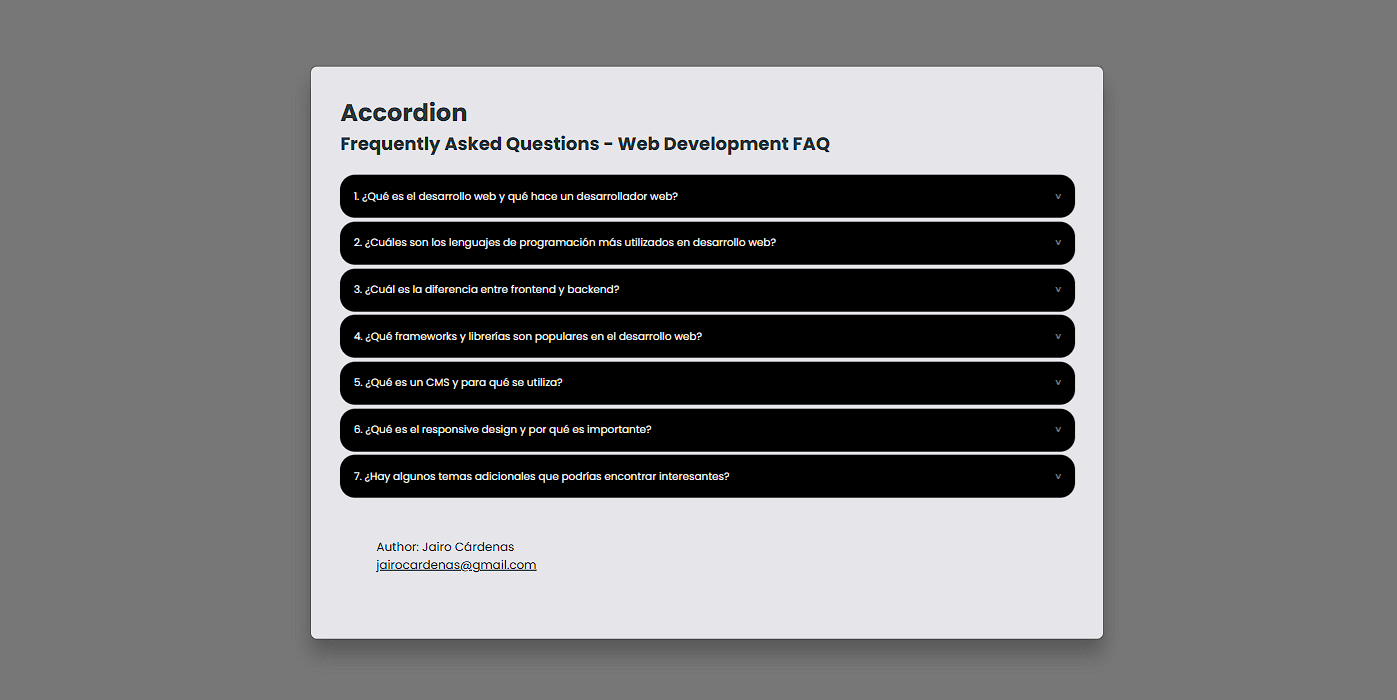 Accordion
Frequently Asked Questions - Web Development FAQ
1. ¿Qué es el desarrollo web y qué hace un desarrollador web?
2. ¿Cuáles son los lenguajes de programación más utilizados en desarrollo web?
3. ¿Cuál es la diferencia entre frontend y backend?
4. ¿Qué frameworks y librerías son populares en el desarrollo web?
5. ¿Qué es un CMS y para qué se utiliza?
6. ¿Qué es el responsive design y por qué es importante?
7. ¿Hay algunos temas adicionales que podrías encontrar interesantes?
Author: Jairo Cárdenas
jairocardenas@gmail.com